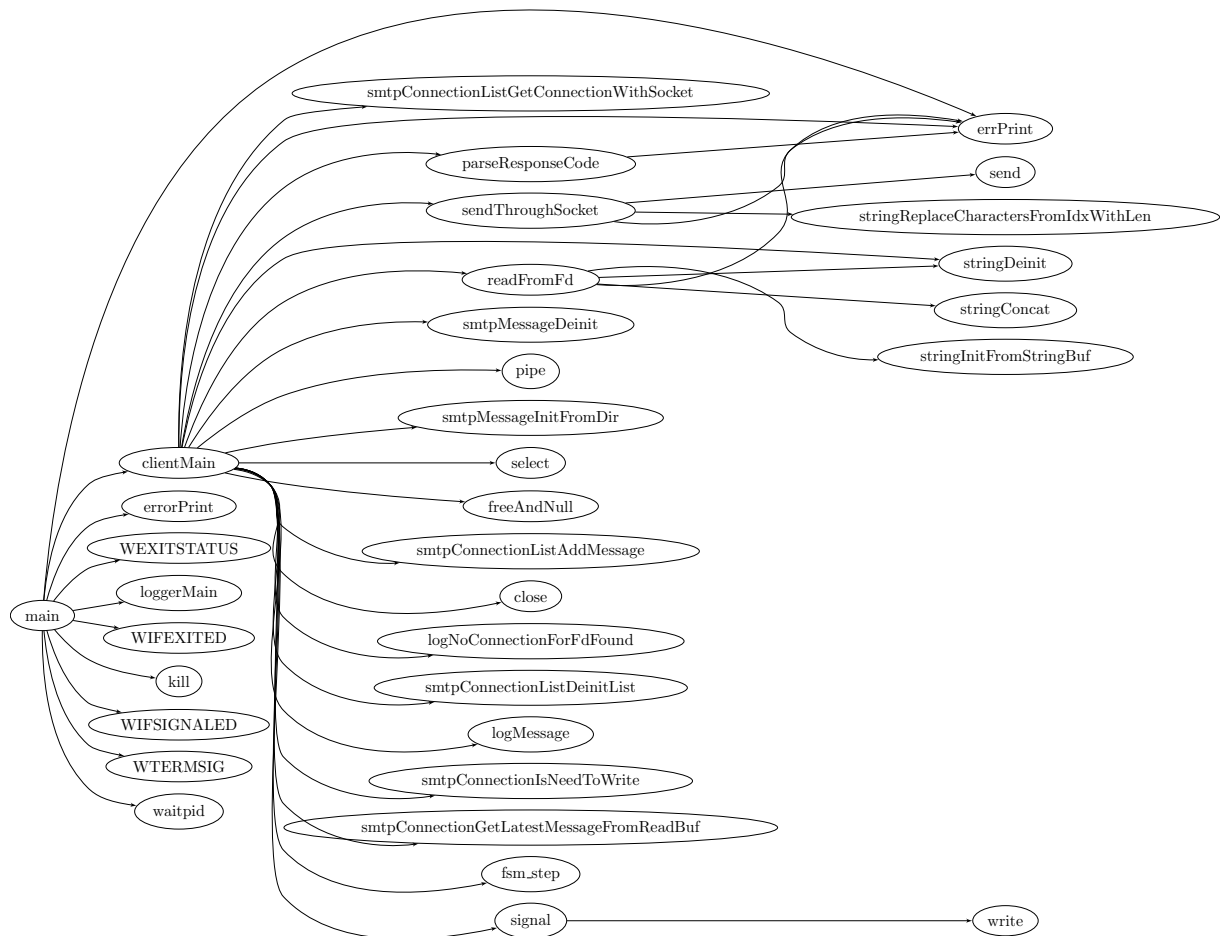 smtpConnectionListGetConnectionWithSocket
errPrint
parseResponseCode
send
sendThroughSocket
stringReplaceCharactersFromIdxWithLen
stringDeinit
readFromFd
stringConcat
smtpMessageDeinit
stringInitFromStringBuf
pipe
smtpMessageInitFromDir
clientMain
select
errorPrint
freeAndNull
WEXITSTATUS
smtpConnectionListAddMessage
loggerMain
close
main
WIFEXITED
logNoConnectionForFdFound
kill
smtpConnectionListDeinitList
WIFSIGNALED
logMessage
WTERMSIG
smtpConnectionIsNeedToWrite
waitpid
smtpConnectionGetLatestMessageFromReadBuf
fsm_step
signal
write